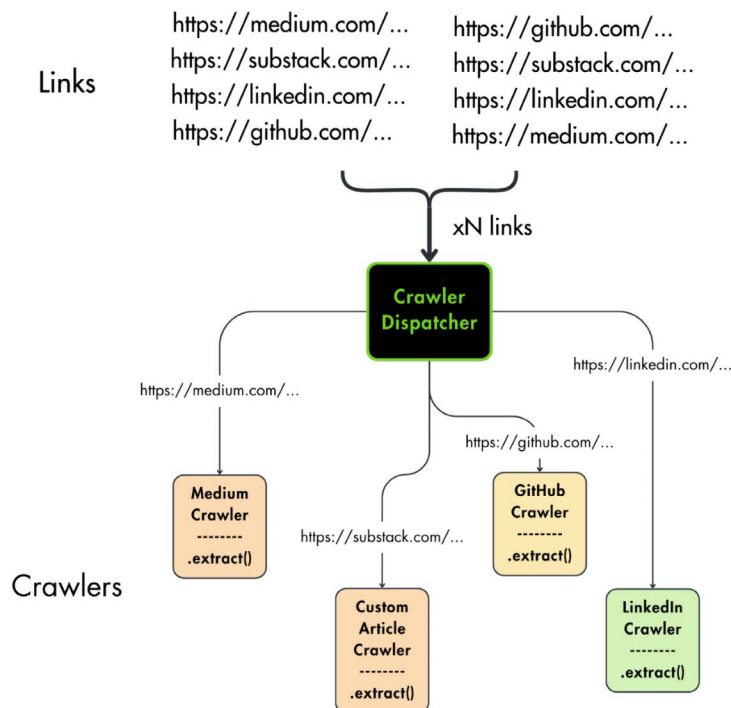 https://medium.com/...
https://substack.com/...
https://linkedin.com/...
https://github.com/...
https://github.com/...
https://substack.com/...
https://linkedin.com/...
https://medium.com/...
Links
xN links
Crawler
Dispatcher
https://linkedin.com/...
https://medium.com/...
https://github.com/...
https://substack.com/...
Crawlers
Medium
Crawler
--------
.extract()
Custom
Article
Crawler
--------
.extract()
GitHub
Crawler
--------
.extract()
LinkedIn
Crawler
--------
.extract()